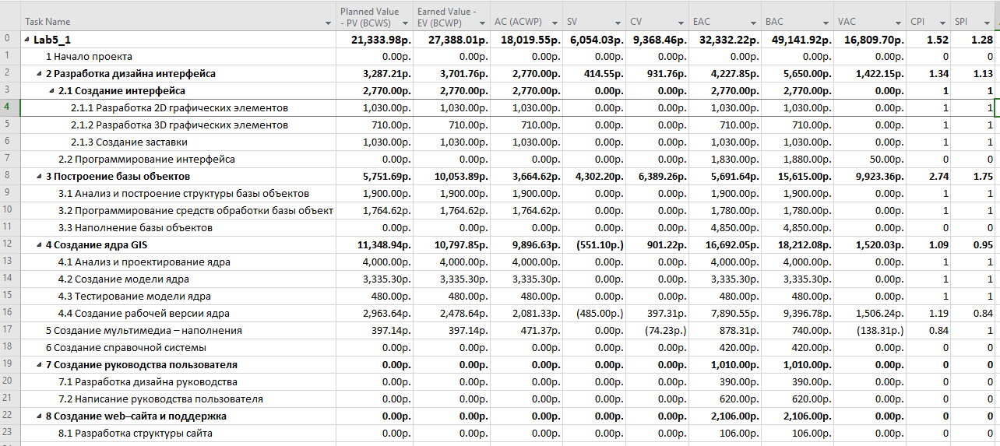 Task Name Planned Value - PV (BCWS) Earned Value - EV (BCWP) AC (ACWP) SV CV EAC BAC VAC CPI SPI
0 Lab5_1 21,333.98р. 27,388.01р. 18,019.55р. 6,054.03р. 9,368.46р. 32,332.22р. 49,141.92р. 16,809.70р. 1.52 1.28
1 1 Начало проекта 0.00р. 0.00р. 0.00р. 0.00р. 0.00р. 0.00р. 0.00р. 0.00р. 0 0
2 2 Разработка дизайна интерфейса 3,287.21р. 3,701.76р. 2,770.00р. 414.55р. 931.76р. 4,227.85р. 5,650.00р. 1,422.15р. 1.34 1.13
3 2.1 Создание интерфейса 2,770.00р. 2,770.00р. 2,770.00р. 0.00р. 0.00р. 2,770.00р. 2,770.00р. 0.00р. 1 1
4 2.1.1 Разработка 2D графических элементов 1,030.00р. 1,030.00р. 1,030.00р. 0.00р. 0.00р. 1,030.00р. 1,030.00р. 0.00р. 1 1
5 2.1.2 Разработка 3D графических элементов 710.00р. 710.00р. 710.00р. 0.00р. 0.00р. 710.00р. 710.00р. 0.00р. 1 1
6 2.1.3 Создание заставки 1,030.00р. 1,030.00р. 1,030.00р. 0.00р. 0.00р. 1,030.00р. 1,030.00р. 0.00р. 1 1
7 2.2 Программирование интерфейса 0.00р. 0.00р. 0.00р. 0.00р. 0.00р. 1,830.00р. 1,880.00р. 50.00р. 0 0
8 3 Построение базы объектов 5,751.69р. 10,053.89р. 3,664.62р. 4,302.20р. 6,389.26р. 5,691.64р. 15,615.00р. 9,923.36р. 2.74 1.75
9 3.1 Анализ и построение структуры базы объектов 1,900.00р. 1,900.00р. 1,900.00р. 0.00р. 0.00р. 1,900.00р. 1,900.00р. 0.00р. 1 1
10 3.2 Программирование средств обработки базы объект 1,764.62р. 1,764.62р. 1,764.62р. 0.00р. 0.00р. 1,780.00р. 1,780.00р. 0.00р. 1 1
11 3.3 Наполнение базы объектов 0.00р. 0.00р. 0.00р. 0.00р. 0.00р. 4,850.00р. 4,850.00р. 0.00р. 0 0
12 4 Создание ядра GIS 11,348.94р. 10,797.85р. 9,896.63р. (551.10р.) 901.22р. 16,692.05р. 18,212.08р. 1,520.03р. 1.09 0.95
13 4.1 Анализ и проектирование ядра 4,000.00р. 4,000.00р. 4,000.00р. 0.00р. 0.00р. 4,000.00р. 4,000.00р. 0.00р. 1 1
14 4.2 Создание модели ядра 3,335.30р. 3,335.30р. 3,335.30р. 0.00р. 0.00р. 3,335.30р. 3,335.30р. 0.00р. 1 1
15 4.3 Тестирование модели ядра 480.00р. 480.00р. 480.00р. 0.00р. 0.00р. 480.00р. 480.00р. 0.00р. 1 1
16 4.4 Создание рабочей версии ядра 2,963.64р. 2,478.64р. 2,081.33р. (485.00р.) 397.31р. 7,890.55р. 9,396.78р. 1,506.24р. 1.19 0.84
17 5 Создание мультимедиа – наполнения 397.14р. 397.14р. 471.37р. 0.00р. (74.23р.) 878.31р. 740.00р. (138.31р.) 0.84 1
18 6 Создание справочной системы 0.00р. 0.00р. 0.00р. 0.00р. 0.00р. 420.00р. 420.00р. 0.00р. 0 0
19 7 Создание руководства пользователя 0.00р. 0.00р. 0.00р. 0.00р. 0.00р. 1,010.00р. 1,010.00р. 0.00р. 0 0
20 7.1 Разработка дизайна руководства 0.00р. 0.00р. 0.00р. 0.00р. 0.00р. 390.00р. 390.00р. 0.00р. 0 0
21 7.2 Написание руководства пользователя 0.00р. 0.00р. 0.00р. 0.00р. 0.00р. 620.00р. 620.00р. 0.00р. 0 0
22 8 Создание web–сайта и поддержка 0.00р. 0.00р. 0.00р. 0.00р. 0.00р. 2,106.00р. 2,106.00р. 0.00р. 0 0
23 8.1 Разработка структуры сайта 0.00р. 0.00р. 0.00р. 0.00р. 0.00р. 106.00р. 106.00р. 0.00р. 0 0